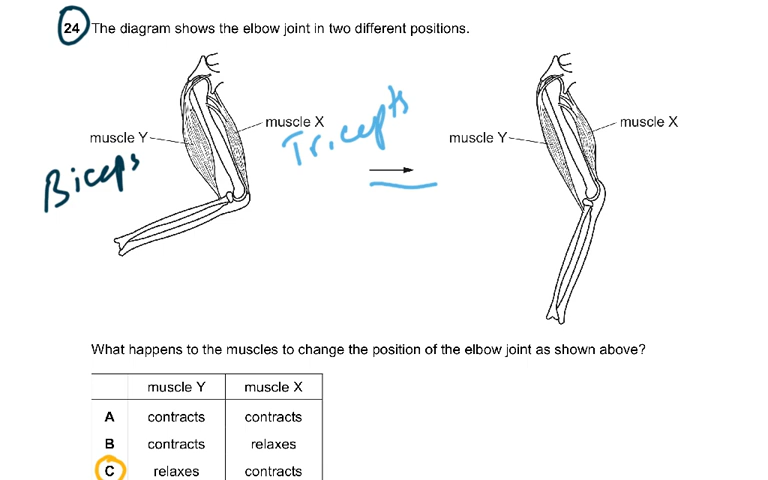 24 The diagram shows the elbow joint in two different positions.
muscle X
muscle Y
Tricepts
Biceps
muscle X
muscle Y
What happens to the muscles to change the position of the elbow joint as shown above?
muscle Y muscle X
A contracts contracts
B contracts relaxes
C relaxes contracts